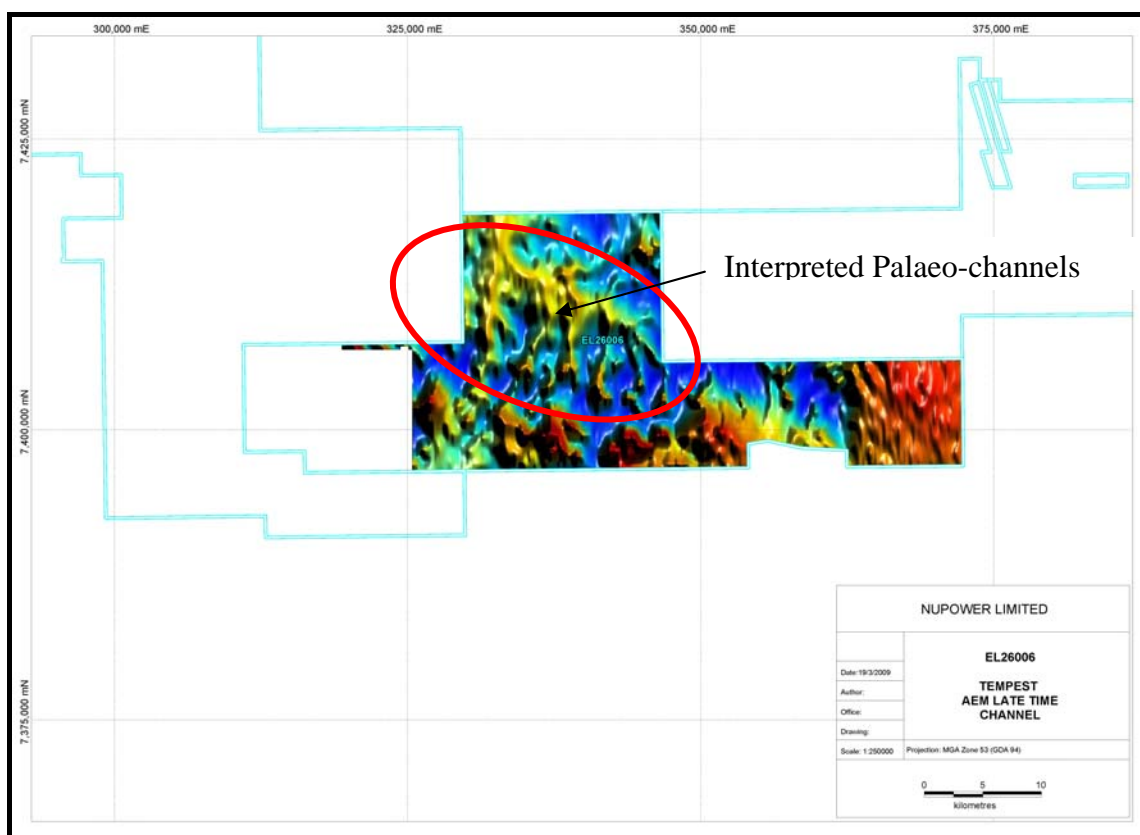 300,000 mE
325,000 mE
350,000 mE
375,000 mE
7,425,000 mN
7,400,000 mN
7,375,000 mN
Interpreted Palaeo-channels
EL26006
NUPOWER LIMITED
EL26006
TEMPEST
AEM LATE TIME
CHANNEL
Date:19/3/2009
Author:
Office:
Drawing:
Scale: 1:250000
Projection: MGA Zone 53 (GDA 94)
0 5 10
kilometres